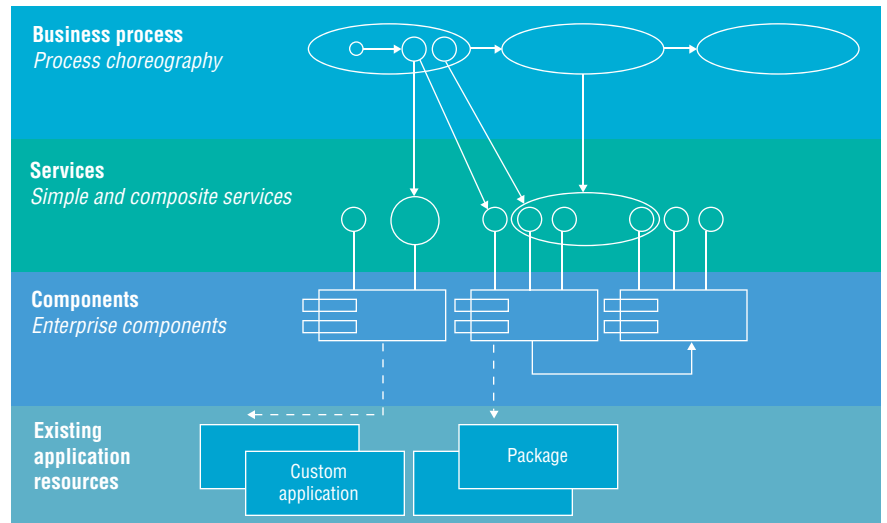 Business process
Process choreography
Services
Simple and composite services
Components
Enterprise components
Existing
application
resources
Custom
application
Package